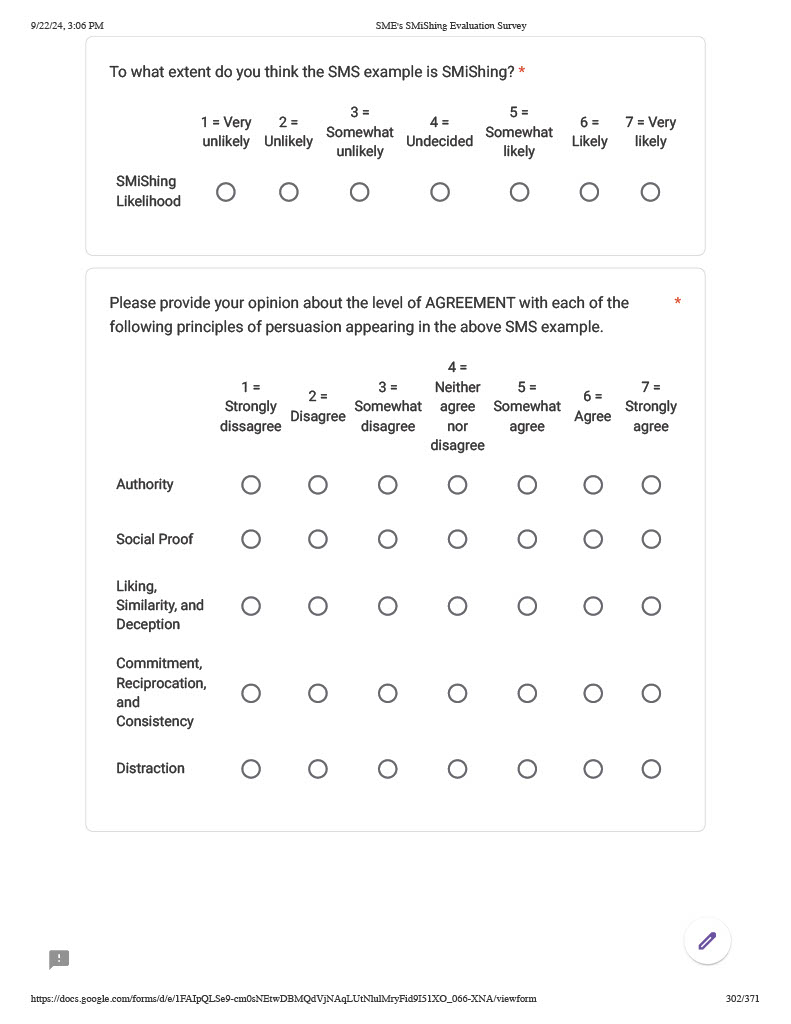 9/22/24, 3:06 PM SME's SMiShing Evaluation Survey
To what extent do you think the SMS example is SMiShing? *
1 = Very unlikely
2 = Unlikely
3 = Somewhat unlikely
4 = Undecided
5 = Somewhat likely
6 = Likely
7 = Very likely
SMiShing
Likelihood
Please provide your opinion about the level of AGREEMENT with each of the *
following principles of persuasion appearing in the above SMS example.
1 = Strongly dissagree
2 = Disagree
3 = Somewhat disagree
4 = Neither agree nor disagree
5 = Somewhat agree
6 = Agree
7 = Strongly agree
Authority
Social Proof
Liking,
Similarity, and
Deception
Commitment,
Reciprocation,
and
Consistency
Distraction
https://docs.google.com/forms/d/e/1FAIpQLSe9-cm0sNEtwDBMQdVjNAqLUtNlulMryFid9I51XO_066-XNA/viewform 302/371